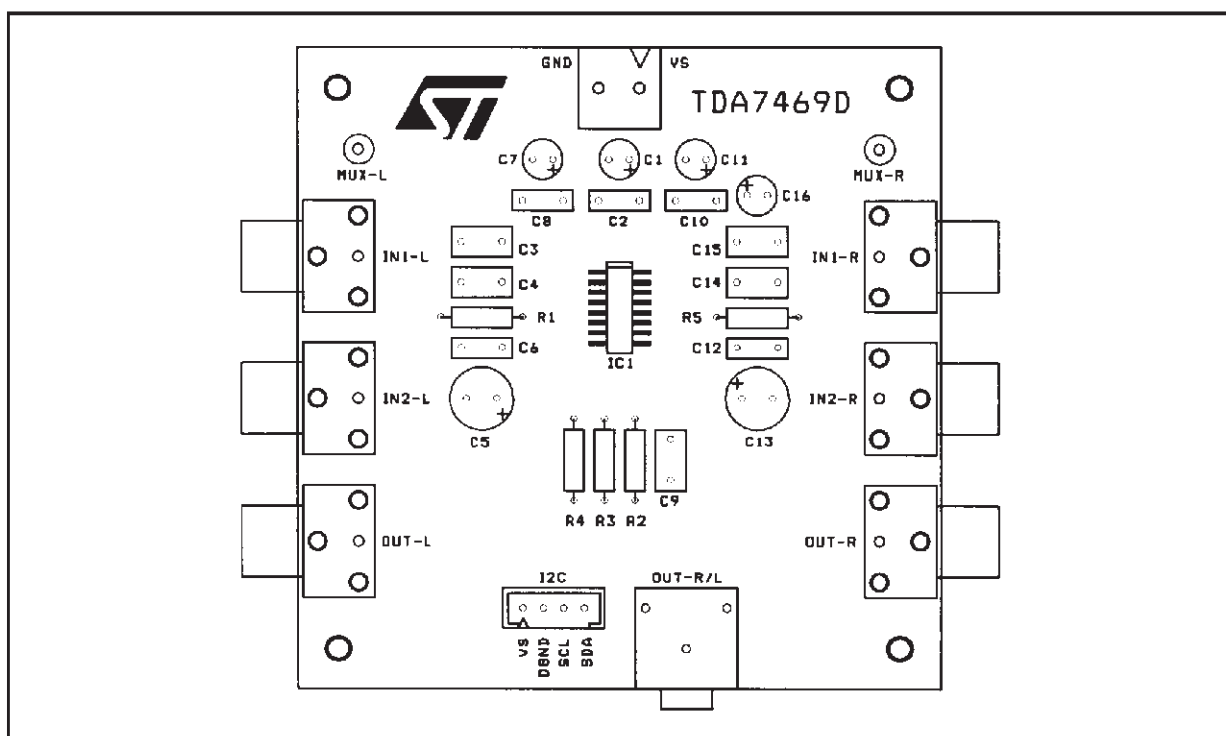 GND VS
TDA7469D
ST
C7 C1 C11
MUX-L MUX-R
C16
C8 C2 C10
C3 C15
IN1-L IN1-R
C4 C14
R1 R5
C6 C12
IC1
IN2-L IN2-R
C5 C13
C9
R4 R3 R2
OUT-L OUT-R
I2C OUT-R/L
VS
DGND
SCL
SDA